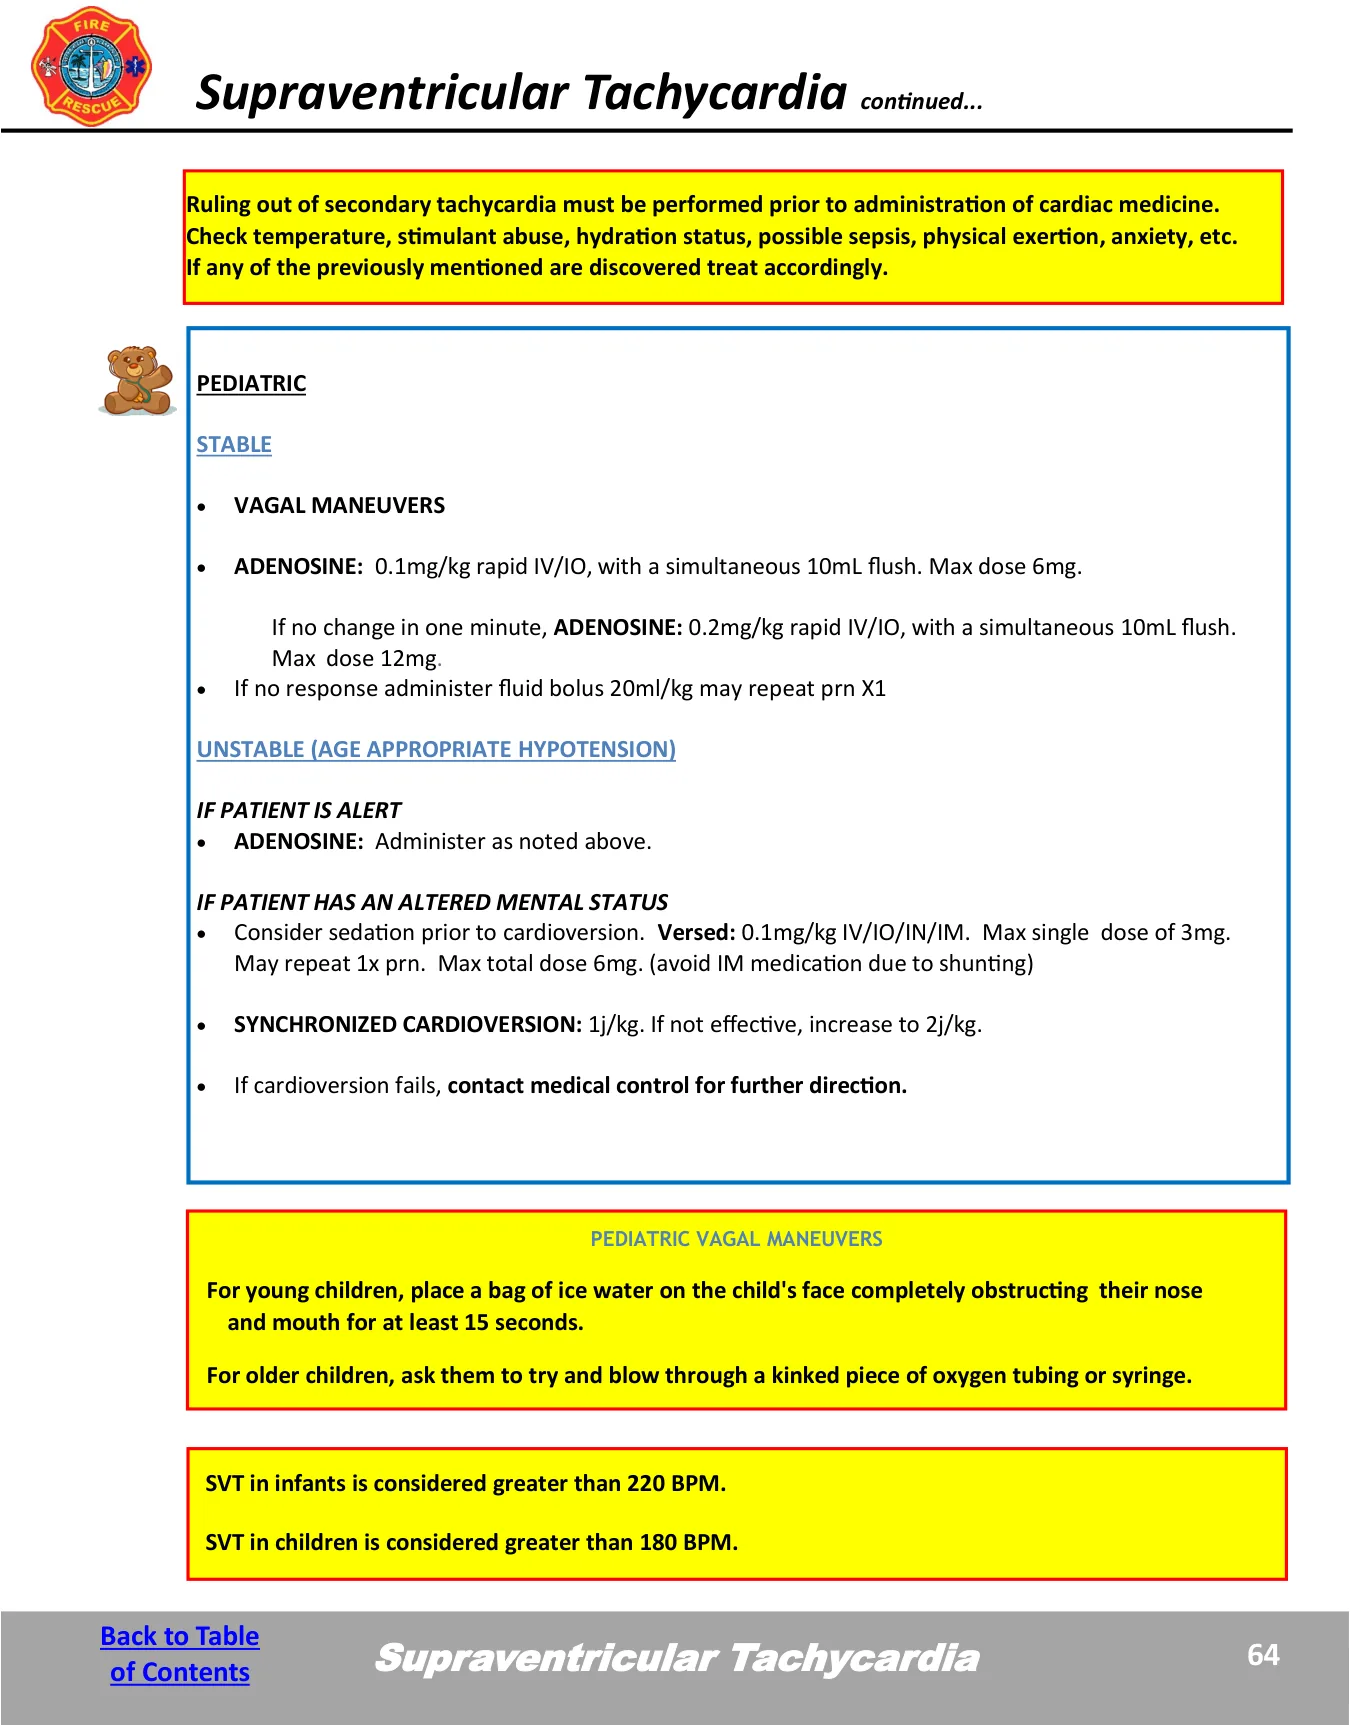 FIRE
RESCUE
Supraventricular Tachycardia continued...
Ruling out of secondary tachycardia must be performed prior to administration of cardiac medicine.
Check temperature, stimulant abuse, hydration status, possible sepsis, physical exertion, anxiety, etc.
If any of the previously mentioned are discovered treat accordingly.
PEDIATRIC
STABLE
• VAGAL MANEUVERS
• ADENOSINE: 0.1mg/kg rapid IV/IO, with a simultaneous 10mL flush. Max dose 6mg.
If no change in one minute, ADENOSINE: 0.2mg/kg rapid IV/IO, with a simultaneous 10mL flush.
Max dose 12mg.
• If no response administer fluid bolus 20ml/kg may repeat prn X1
UNSTABLE (AGE APPROPRIATE HYPOTENSION)
IF PATIENT IS ALERT
• ADENOSINE: Administer as noted above.
IF PATIENT HAS AN ALTERED MENTAL STATUS
• Consider sedation prior to cardioversion. Versed: 0.1mg/kg IV/IO/IN/IM. Max single dose of 3mg.
May repeat 1x prn. Max total dose 6mg. (avoid IM medication due to shunting)
• SYNCHRONIZED CARDIOVERSION: 1j/kg. If not effective, increase to 2j/kg.
• If cardioversion fails, contact medical control for further direction.
PEDIATRIC VAGAL MANEUVERS
For young children, place a bag of ice water on the child's face completely obstructing their nose
and mouth for at least 15 seconds.
For older children, ask them to try and blow through a kinked piece of oxygen tubing or syringe.
SVT in infants is considered greater than 220 BPM.
SVT in children is considered greater than 180 BPM.
Back to Table
of Contents
Supraventricular Tachycardia
64